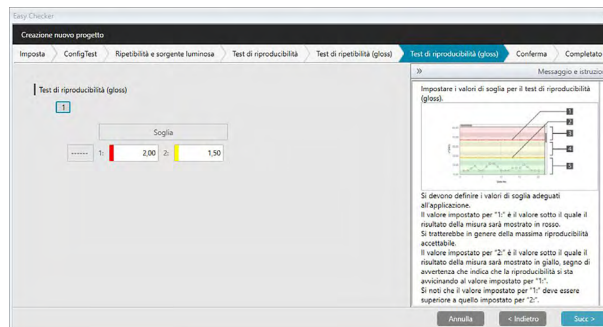 Easy Checker
Creazione nuovo progetto
Imposta
ConfigTest
Ripetibilità e sorgente luminosa
Test di riproducibilità
Test di ripetibilità (gloss)
Test di riproducibilità (gloss)
Conferma
Completato
Test di riproducibilità (gloss)
1
Soglia
------ 1: 2,00 2: 1,50
»
Messaggio e istruzio
Impostare i valori di soglia per il test di riproducibilità
(gloss).
1
2
3
4
5
Si devono definire i valori di soglia adeguati
all'applicazione.
Il valore impostato per "1:" è il valore sotto il quale il
risultato della misura sarà mostrato in rosso.
Si tratterebbe in genere della massima riproducibilità
accettabile.
Il valore impostato per "2:" è il valore sotto il quale il
risultato della misura sarà mostrato in giallo, segno di
avvertenza che indica che la riproducibilità si sta
avvicinando al valore impostato per "1:".
Si noti che il valore impostato per "1:" deve essere
superiore a quello impostato per "2:".
Annulla
< Indietro
Succ >